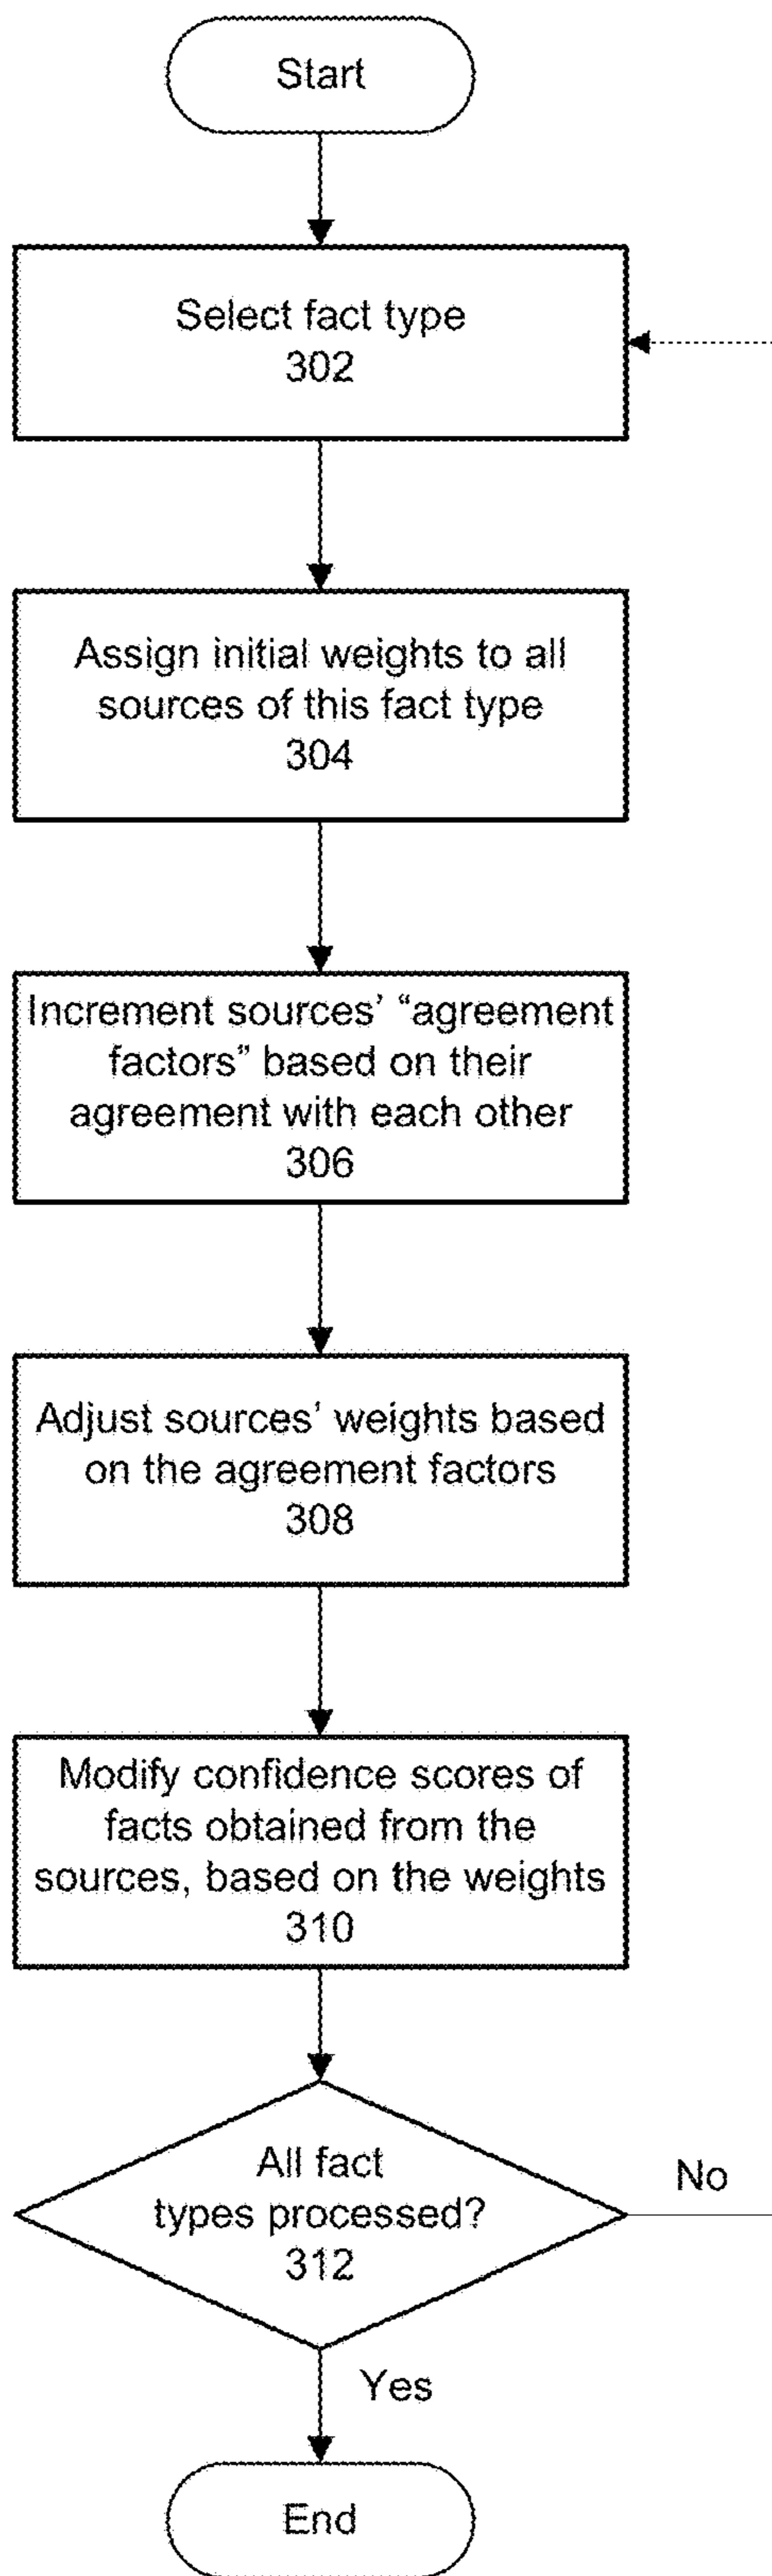 Start
Select fact type
302
Assign initial weights to all
sources of this fact type
304
Increment sources’ “agreement
factors” based on their
agreement with each other
306
Adjust sources’ weights based
on the agreement factors
308
Modify confidence scores of
facts obtained from the
sources, based on the weights
310
All fact
types processed?
312
No
Yes
End